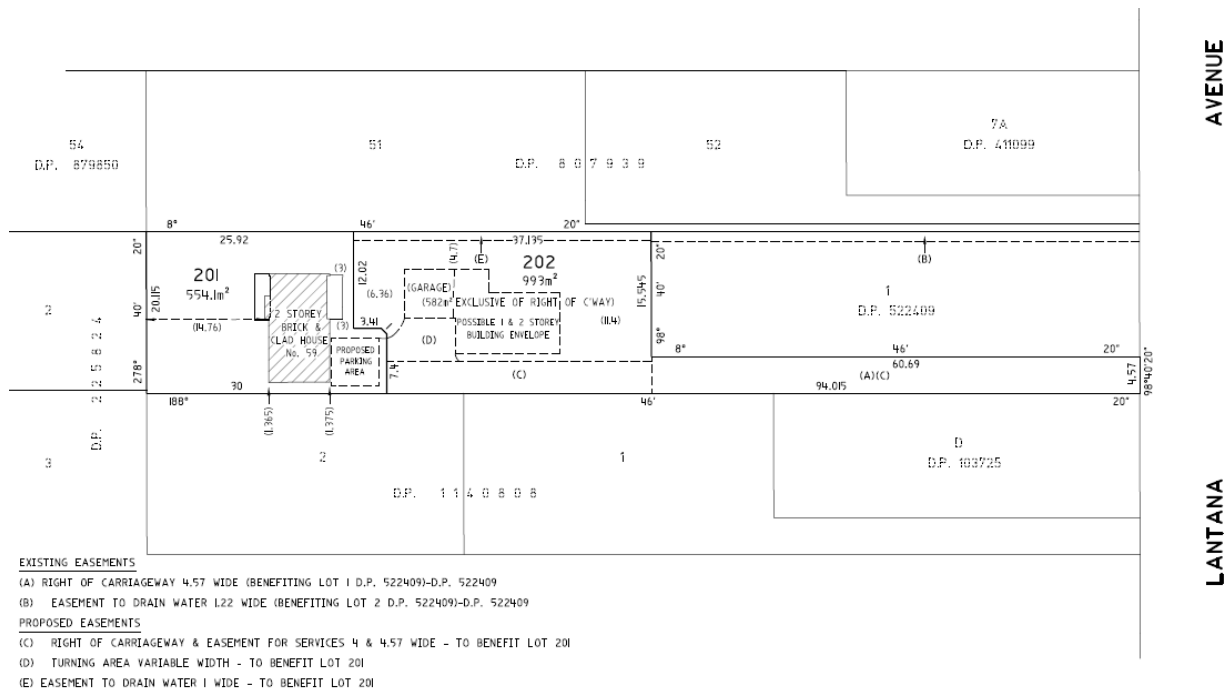 AVENUE
7A
D.P. 411099
54
D.P. 879850
51
52
D.P. 807939
8°
46'
20"
25.92
37.135
20"
20.115
40'
278°
201
554.1m²
(3)
12.02
(6.36)
(4.7)
(E)
202
993m²
(GARAGE)
(582m² EXCLUSIVE OF RIGHT OF C'WAY)
POSSIBLE 1 & 2 STOREY
BUILDING ENVELOPE
(11.4)
15.545
20"
40'
98°
(B)
1
D.P. 522409
2
D.P. 225824
(14.76)
2 STOREY
BRICK &
CLAD HOUSE
No. 59
(3)
3.41
(D)
PROPOSED
PARKING
AREA
7.4
(C)
8°
46'
20"
60.69
(A)(C)
94.015
4.57
98°40'20"
30
188°
46'
20"
(1.365)
(1.375)
3
2
1
D
D.P. 103725
D.P. 1140808
LANTANA
EXISTING EASEMENTS
(A) RIGHT OF CARRIAGEWAY 4.57 WIDE (BENEFITING LOT 1 D.P. 522409)-D.P. 522409
(B) EASEMENT TO DRAIN WATER 1.22 WIDE (BENEFITING LOT 2 D.P. 522409)-D.P. 522409
PROPOSED EASEMENTS
(C) RIGHT OF CARRIAGEWAY & EASEMENT FOR SERVICES 4 & 4.57 WIDE - TO BENEFIT LOT 201
(D) TURNING AREA VARIABLE WIDTH - TO BENEFIT LOT 201
(E) EASEMENT TO DRAIN WATER 1 WIDE - TO BENEFIT LOT 201